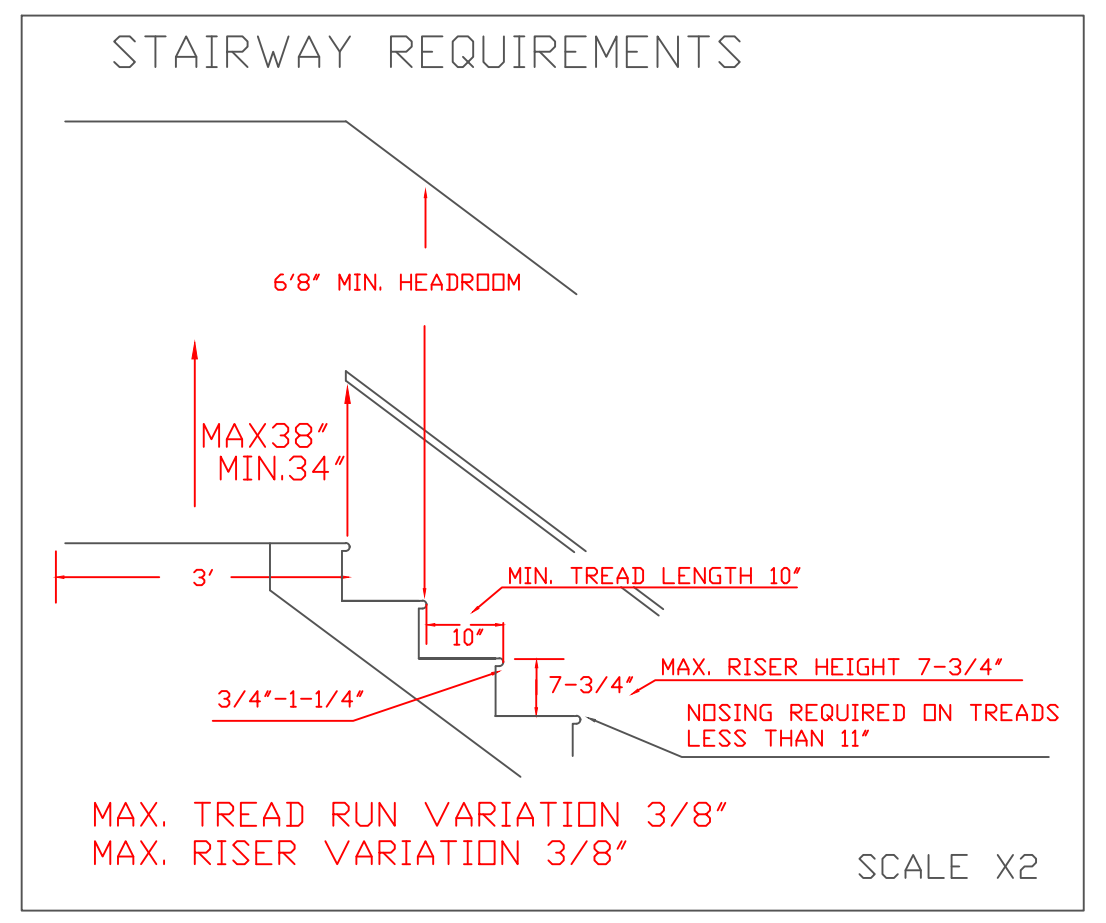 STAIRWAY REQUIREMENTS
6'8" MIN. HEADROOM
MAX38"
MIN.34"
3'
MIN. TREAD LENGTH 10"
10"
3/4"-1-1/4"
7-3/4"
MAX. RISER HEIGHT 7-3/4"
NOSING REQUIRED ON TREADS
LESS THAN 11"
MAX. TREAD RUN VARIATION 3/8"
MAX. RISER VARIATION 3/8"
SCALE X2